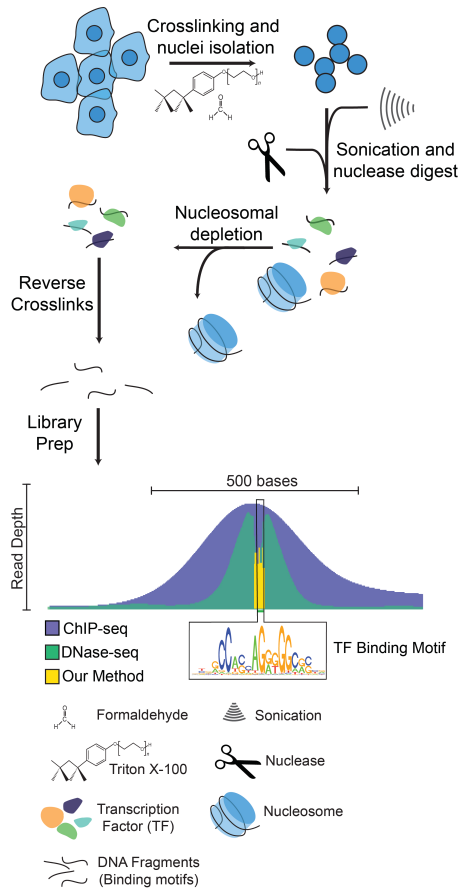 Crosslinking and
nuclei isolation
Sonication and
nuclease digest
Nucleosomal
depletion
Reverse
Crosslinks
Library
Prep
500 bases
Read Depth
ChIP-seq
DNase-seq
Our Method
TF Binding Motif
Formaldehyde
Sonication
Triton X-100
Nuclease
Transcription
Factor (TF)
Nucleosome
DNA Fragments
(Binding motifs)